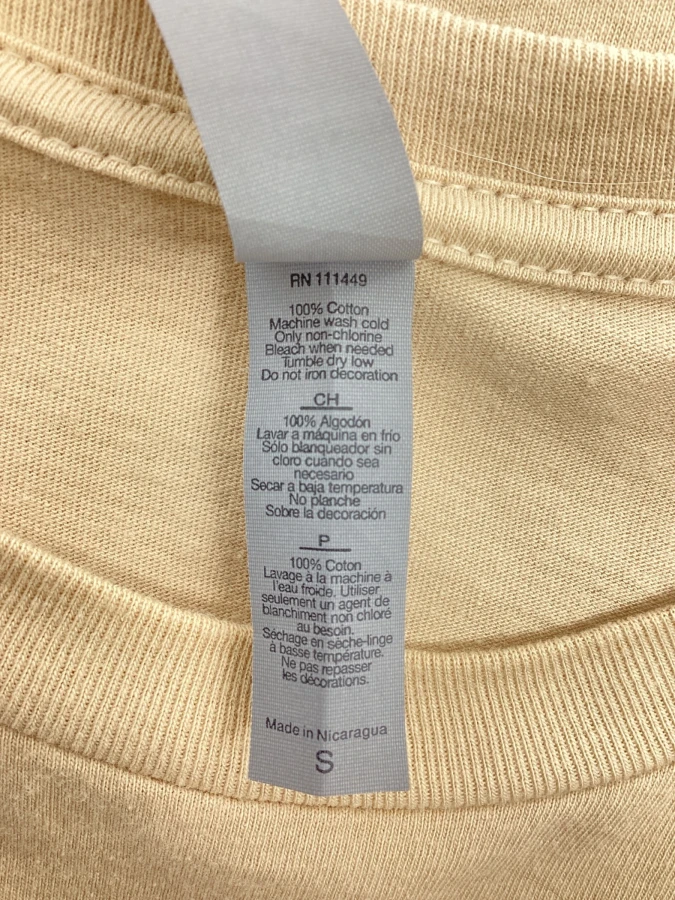 RN 111449
100% Cotton
Machine wash cold
Only non-chlorine
Bleach when needed
Tumble dry low
Do not iron decoration
CH
100% Algodón
Lavar a máquina en frío
Sólo blanqueador sin
cloro cuando sea
necesario
Secar a baja temperatura
No planche
Sobre la decoración
P
100% Coton
Lavage à la machine à
l'eau froide. Utiliser
seulement un agent de
blanchiment non chloré
au besoin.
Séchage en sèche-linge
à basse température.
Ne pas repasser
les décorations.
Made in Nicaragua
S